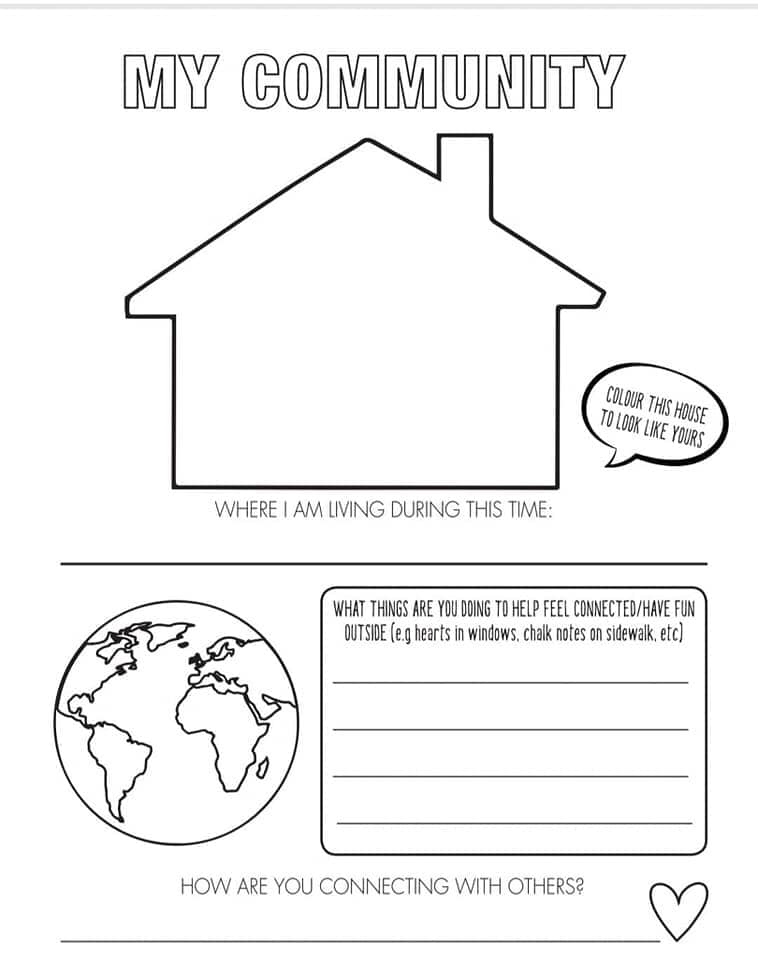 MY COMMUNITY
COLOUR THIS HOUSE
TO LOOK LIKE YOURS
WHERE I AM LIVING DURING THIS TIME:
WHAT THINGS ARE YOU DOING TO HELP FEEL CONNECTED/HAVE FUN
OUTSIDE (e.g hearts in windows, chalk notes on sidewalk, etc)
HOW ARE YOU CONNECTING WITH OTHERS?